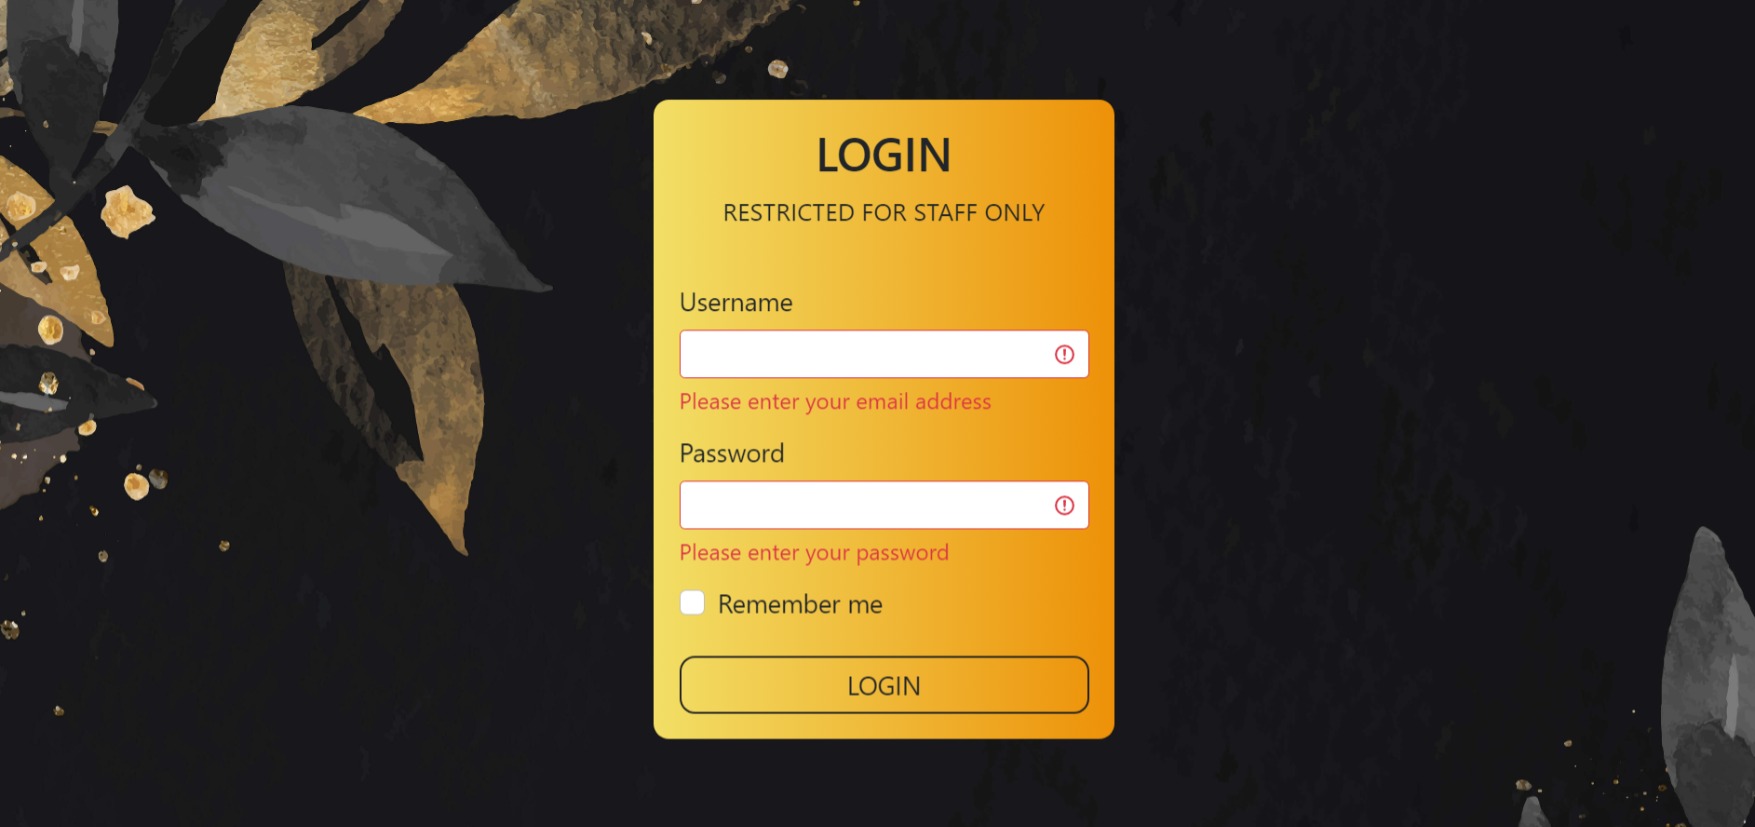 LOGIN
RESTRICTED FOR STAFF ONLY
Username
Please enter your email address
Password
Please enter your password
Remember me
LOGIN